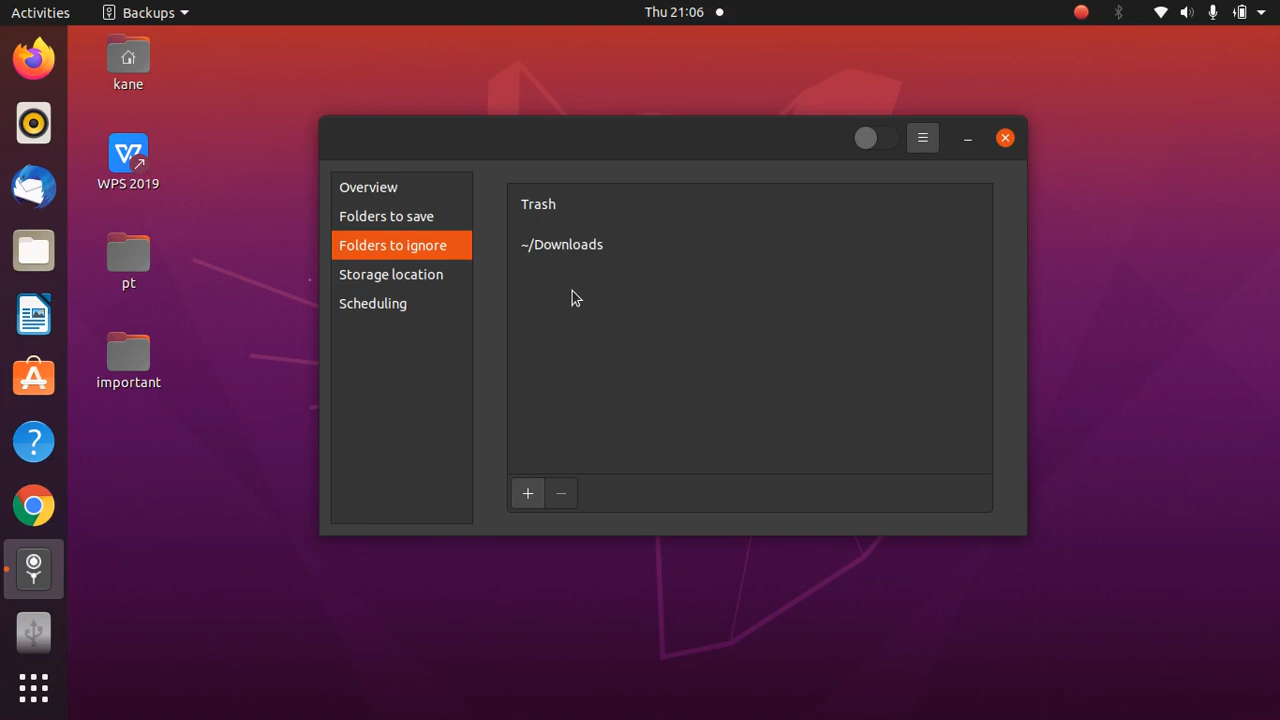 Activities
Backups
Thu 21:06
kane
WPS 2019
pt
important
Overview
Folders to save
Folders to ignore
Storage location
Scheduling
Trash
~/Downloads